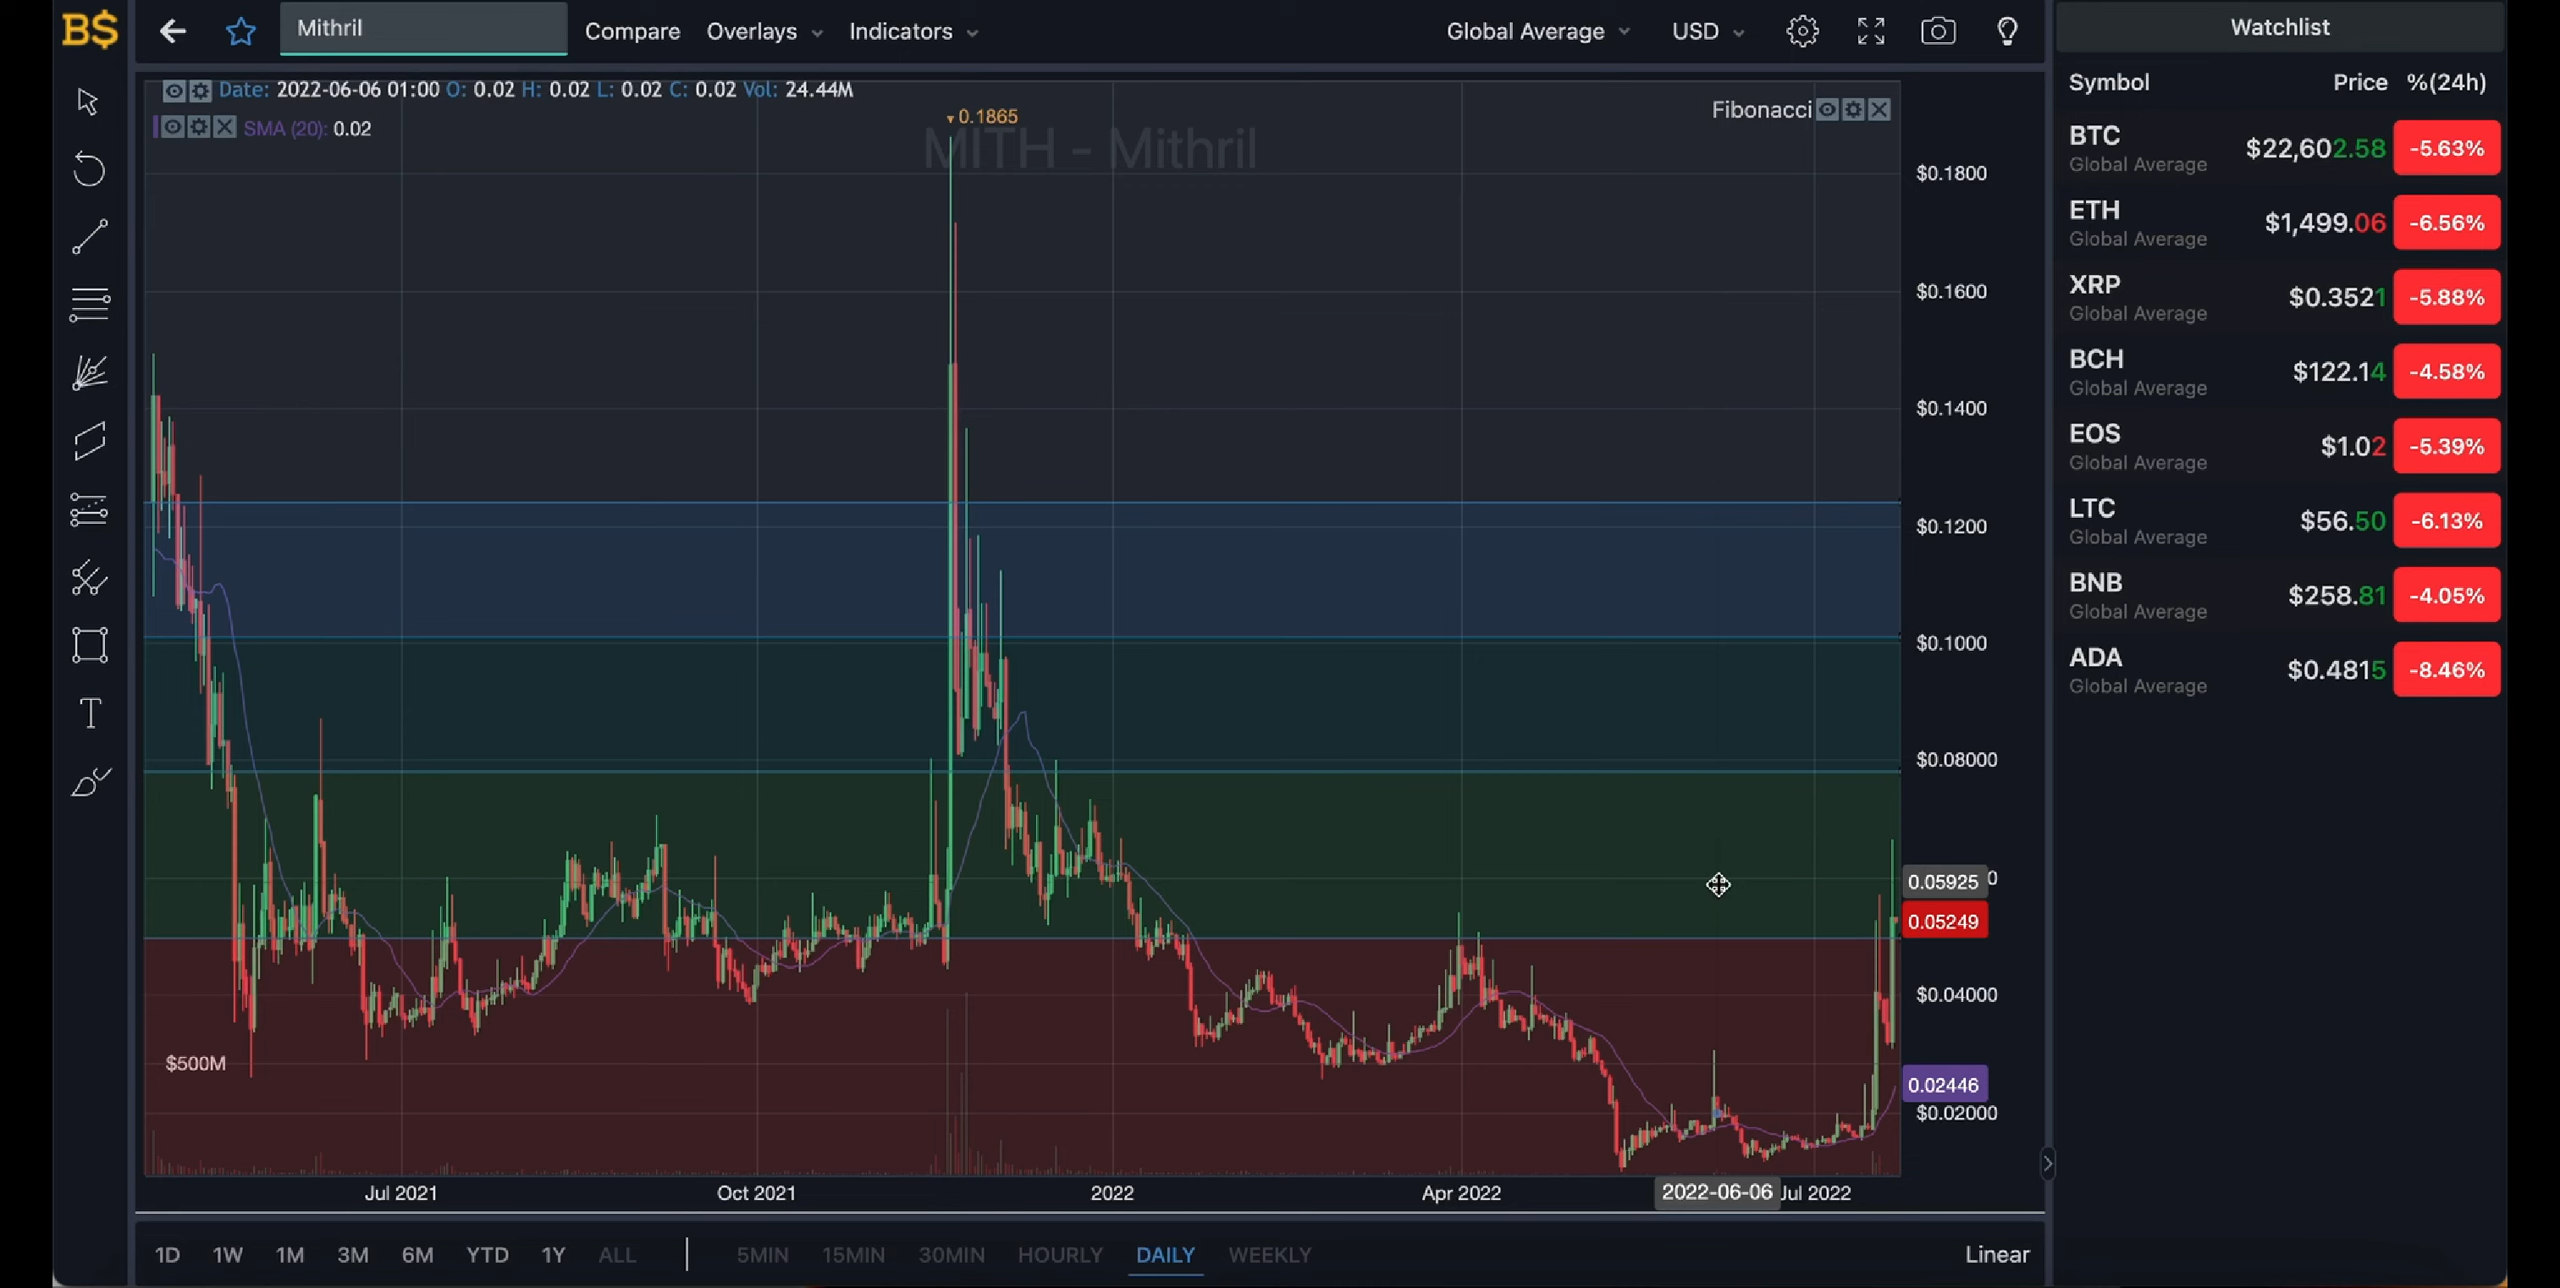 B$
Mithril
Compare
Overlays
Indicators
Global Average
USD
Watchlist
Date: 2022-06-06 01:00 O: 0.02 H: 0.02 L: 0.02 C: 0.02 Vol: 24.44M
SMA (20): 0.02
0.1865
MITH - Mithril
Fibonacci
$0.1800
$0.1600
$0.1400
$0.1200
$0.1000
$0.08000
0.05925
0
0.05249
$0.04000
0.02446
$0.02000
$500M
Jul 2021
Oct 2021
2022
Apr 2022
2022-06-06
Jul 2022
1D 1W 1M 3M 6M YTD 1Y ALL
5MIN 15MIN 30MIN HOURLY DAILY WEEKLY
Linear
Symbol Price %(24h)
BTC $22,602.58 -5.63%
Global Average
ETH $1,499.06 -6.56%
Global Average
XRP $0.3521 -5.88%
Global Average
BCH $122.14 -4.58%
Global Average
EOS $1.02 -5.39%
Global Average
LTC $56.50 -6.13%
Global Average
BNB $258.81 -4.05%
Global Average
ADA $0.4815 -8.46%
Global Average